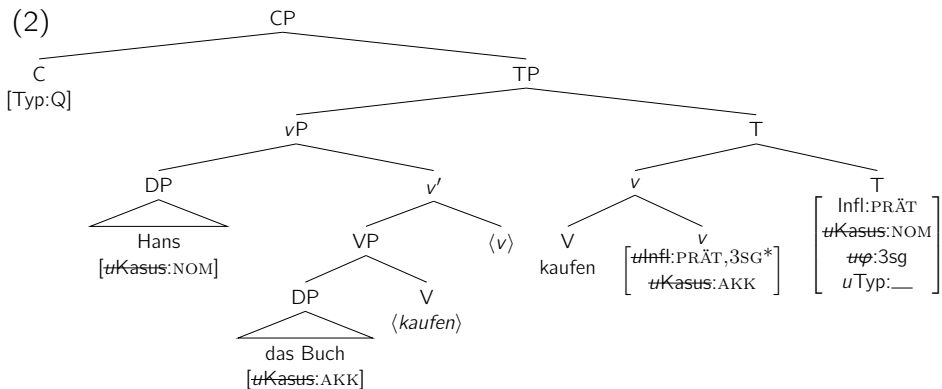 (2)
CP
C
TP
[Typ:Q]
vP
T
DP
v′
v
T
Hans
[uKasus:NOM]
VP
⟨v⟩
V
v
kaufen
[uInfl:PRÄT,3SG*
uKasus:AKK]
[Infl:PRÄT
uKasus:NOM
uφ:3sg
uTyp:__]
DP
V
⟨kaufen⟩
das Buch
[uKasus:AKK]